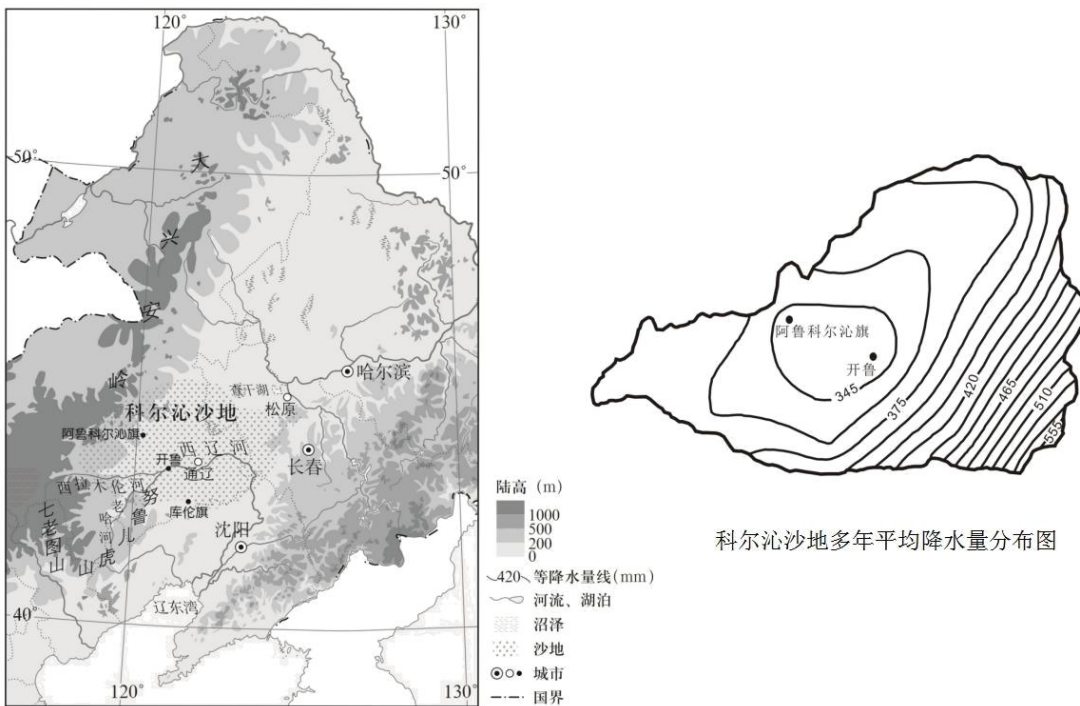 120°
130°
50°
50°
大
兴
安
岭
哈尔滨
查干湖
松原
科尔沁沙地
阿鲁科尔沁旗
西辽河
长春
开鲁
通辽
西拉木伦河
库伦旗
老哈河
努鲁儿虎山
七老图山
沈阳
辽东湾
40°
120°
130°
陆高 (m)
1000
500
200
0
420 等降水量线(mm)
河流、湖泊
沼泽
沙地
城市
国界
阿鲁科尔沁旗
开鲁
345
375
420
465
510
555
科尔沁沙地多年平均降水量分布图